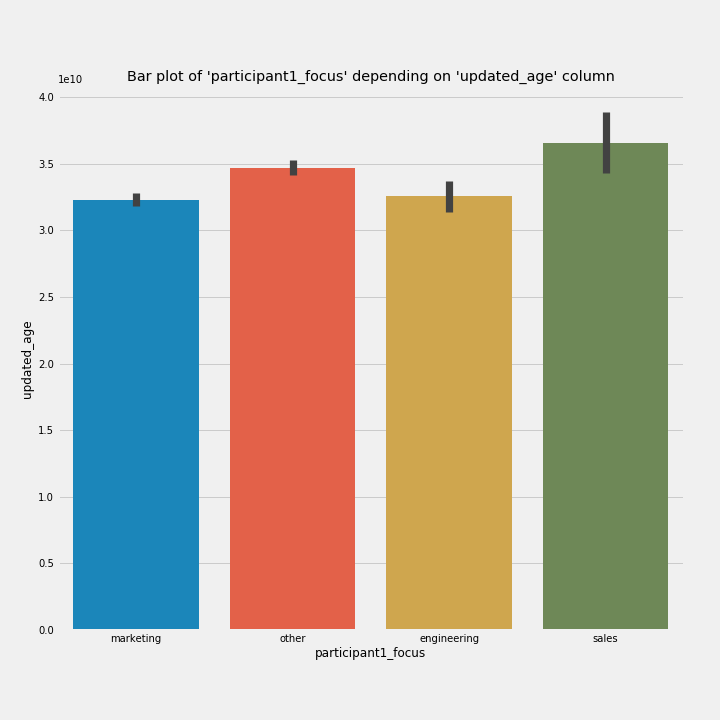 Bar plot of 'participant1_focus' depending on 'updated_age' column
1e10
4.0
3.5
3.0
2.5
2.0
1.5
1.0
0.5
0.0
updated_age
marketing other engineering sales
participant1_focus